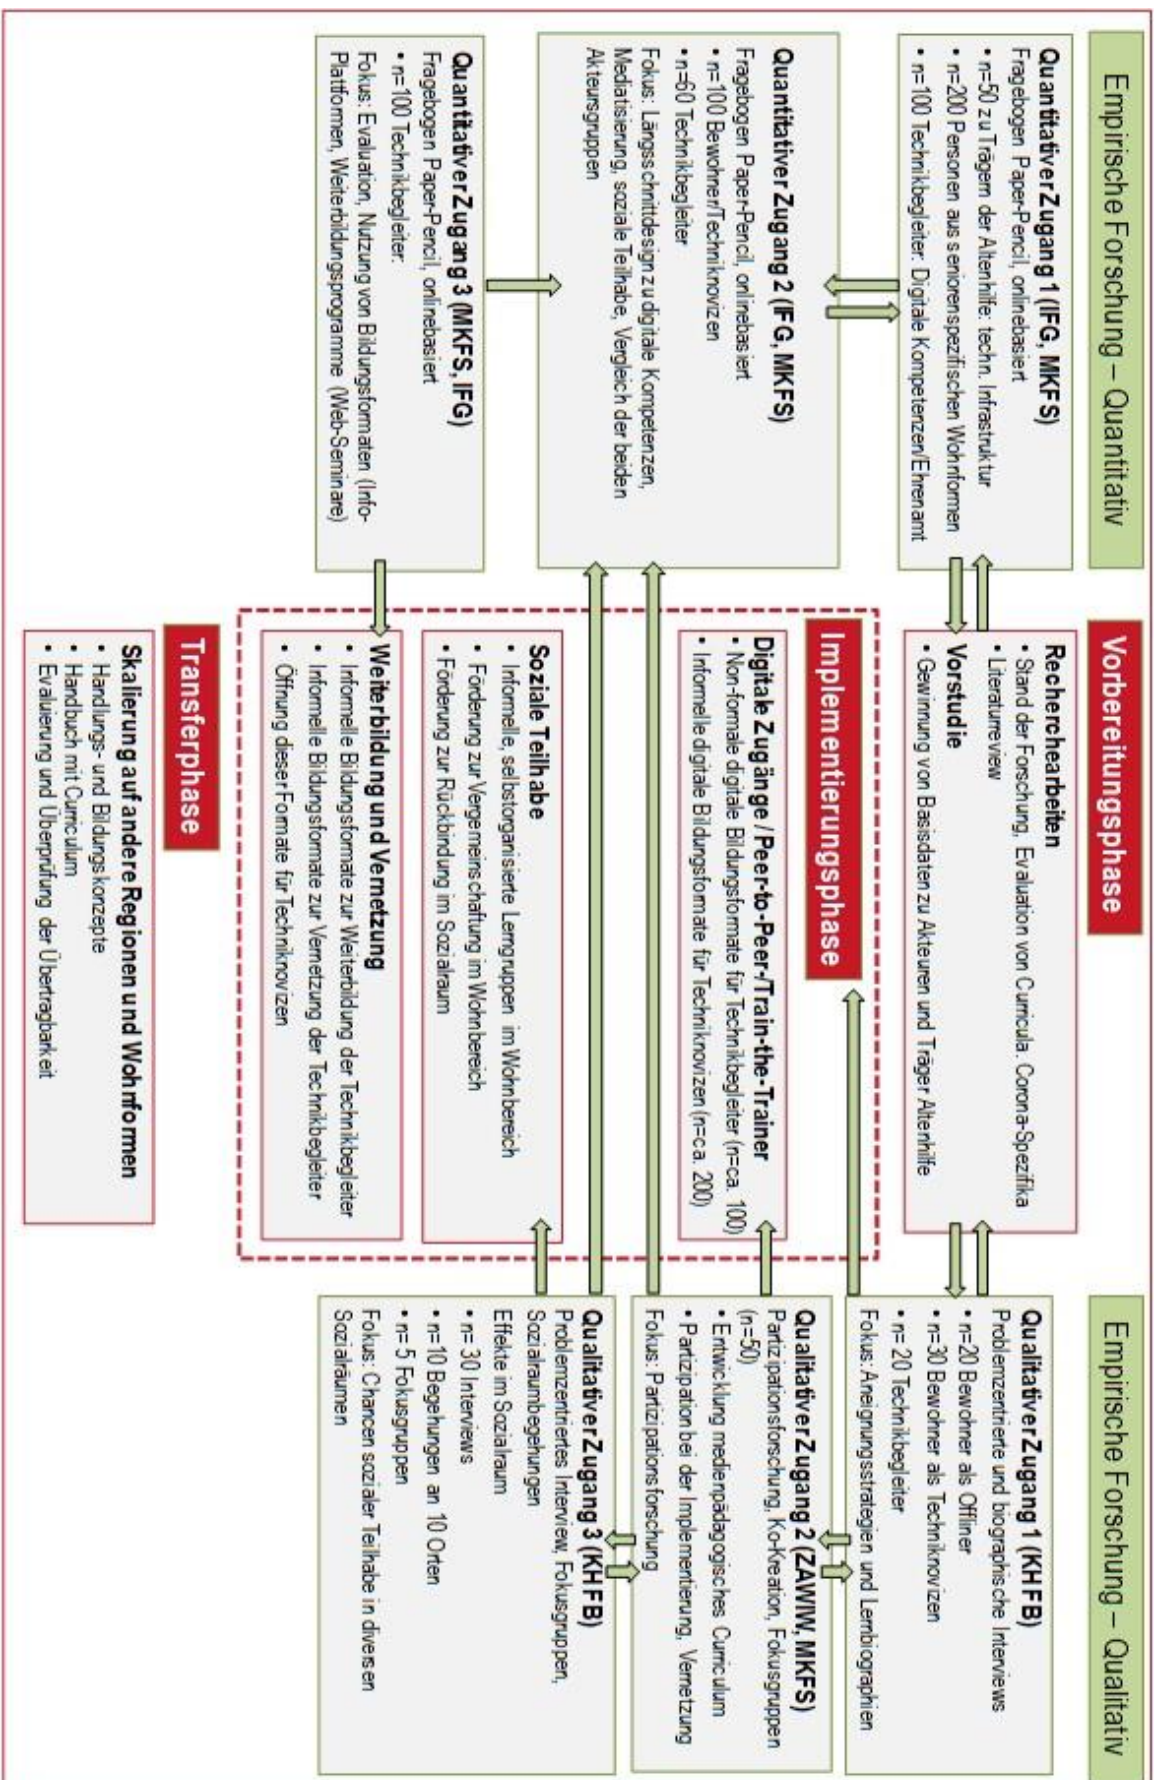 Empirische Forschung – Quantitativ
Quantitativer Zugang 1 (IFG, MKFS)
Fragebogen Paper-Pencil, onlinebasiert
• n=50 zu Trägern der Altenhilfe: techn. Infrastruktur
• n=200 Personen aus seniorenspezifischen Wohnformen
• n=100 Technikbegleiter: Digitale Kompetenzen/Ehrenamt
Quantitativer Zugang 2 (IFG, MKFS)
Fragebogen Paper-Pencil, onlinebasiert
• n=100 Bewohner/Techniknovizen
• n=60 Technikbegleiter
Fokus: Längsschnittdesign zu digitale Kompetenzen,
Mediatisierung, soziale Teilhabe, Vergleich der beiden
Akteursgruppen
Quantitativer Zugang 3 (MKFS, IFG)
Fragebogen Paper-Pencil, onlinebasiert
• n=100 Technikbegleiter:
Fokus: Evaluation, Nutzung von Bildungsformaten (Info-
Plattformen, Weiterbildungsprogramme (Web-Seminare)
Vorbereitungsphase
Recherchearbeiten
• Stand der Forschung, Evaluation von Curricula. Corona-Spezifika
• Literaturreview
Vorstudie
• Gewinnung von Basisdaten zu Akteuren und Träger Altenhilfe
Implementierungsphase
Digitale Zugänge / Peer-to-Peer-/Train-the-Trainer
• Non-formale digitale Bildungsformate für Technikbegleiter (n=ca. 100)
• Informelle digitale Bildungsformate für Techniknovizen (n=ca. 200)
Soziale Teilhabe
• Informelle, selbstorganisierte Lerngruppen im Wohnbereich
• Förderung zur Vergemeinschaftung im Wohnbereich
• Förderung zur Rückbindung im Sozialraum
Weiterbildung und Vernetzung
• Informelle Bildungsformate zur Weiterbildung der Technikbegleiter
• Informelle Bildungsformate zur Vernetzung der Technikbegleiter
• Öffnung dieser Formate für Techniknovizen
Transferphase
Skalierung auf andere Regionen und Wohnformen
• Handlungs- und Bildungskonzepte
• Handbuch mit Curriculum
• Evaluierung und Überprüfung der Übertragbarkeit
Empirische Forschung – Qualitativ
Qualitativer Zugang 1 (KHFB)
Problemzentrierte und biographische Interviews
• n=20 Bewohner als Offliner
• n=30 Bewohner als Techniknovizen
• n= 20 Technikbegleiter
Fokus: Aneignungsstrategien und Lernbiographien
Qualitativer Zugang 2 (ZAWIW, MKFS)
Partizipationsforschung, Ko-Kreation, Fokusgruppen
(n=50)
• Entwicklung medienpädagogisches Curriculum
• Partizipation bei der Implementierung, Vernetzung
Fokus: Partizipationsforschung
Qualitativer Zugang 3 (KHFB)
Problemzentriertes Interview, Fokusgruppen,
Sozialraumbegehungen
Effekte im Sozialraum
• n= 30 Interviews
• n=10 Begehungen an 10 Orten
• n= 5 Fokusgruppen
Fokus: Chancen sozialer Teilhabe in diversen
Sozialräumen